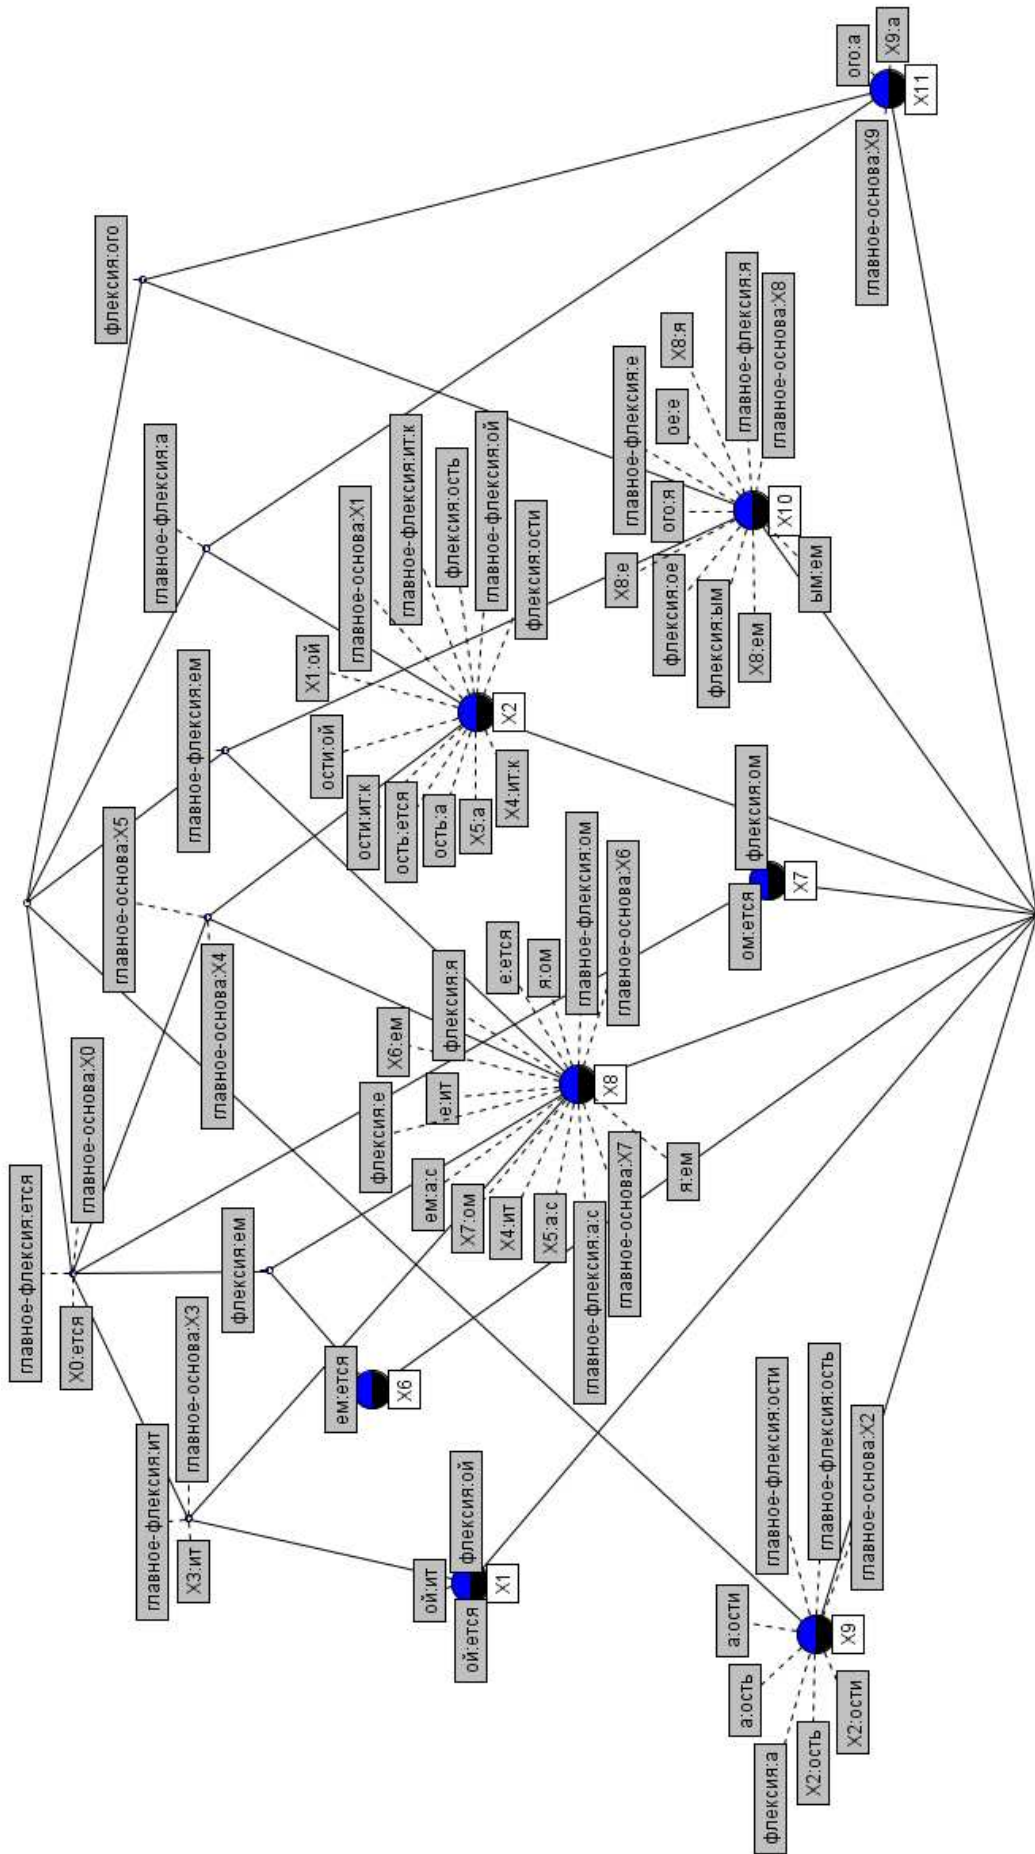 главное-флексия:ется
главное-основа:X0
X0:ется
главное-основа:X5
главное-основа:X4
флексия:ого
главное-флексия:а
главное-флексия:ем
главное-флексия:ит
главное-основа:X3
X3:ит
флексия:ем
ем:ется
X6
ой:ит
флексия:ой
ой:ется
X1
флексия:е
е:ит
X6:ем
флексия:я
е:ется
я:ом
главное-флексия:ом
главное-основа:X6
ем:а:с
X7:ом
X4:ит
X5:а:с
главное-флексия:а:с
главное-основа:X7
я:ем
X8
X1:ой
главное-основа:X1
главное-флексия:ит:к
флексия:ость
главное-флексия:ой
флексия:ости
ости:ой
ости:ит:к
ость:ется
ость:а
X5:а
X4:ит:к
X2
ом:ется
флексия:ом
X7
X8:е
ого:я
главное-флексия:е
ое:е
X8:я
главное-флексия:я
главное-основа:X8
флексия:ое
флексия:ым
X8:ем
ым:ем
X10
ого:а
X9:а
главное-основа:X9
X11
а:ости
а:ость
флексия:а
X2:ость
X2:ости
главное-флексия:ости
главное-флексия:ость
главное-основа:X2
X9